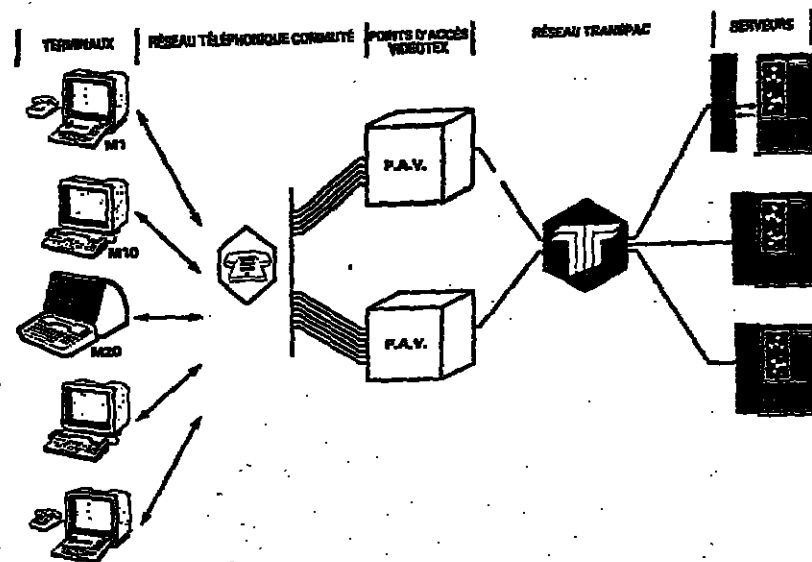 TERMINAUX
RÉSEAU TÉLÉPHONIQUE COMMUTÉ
POINTS D'ACCÈS
VIDEOTEX
RÉSEAU TRANSPAC
SERVEURS
M1
M10
M20
P.A.V.
P.A.V.